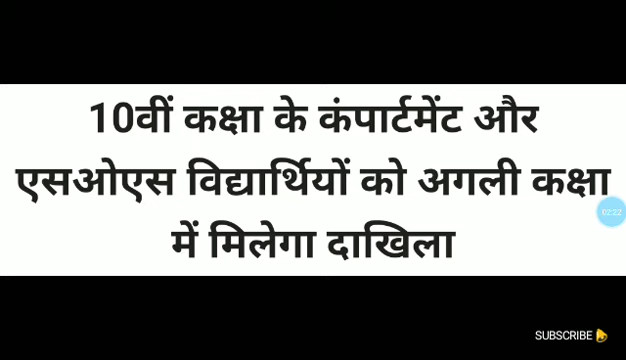 10वीं कक्षा के कंपार्टमेंट और
एसओएस विद्यार्थियों को अगली कक्षा
में मिलेगा दाखिला
02:22
SUBSCRIBE